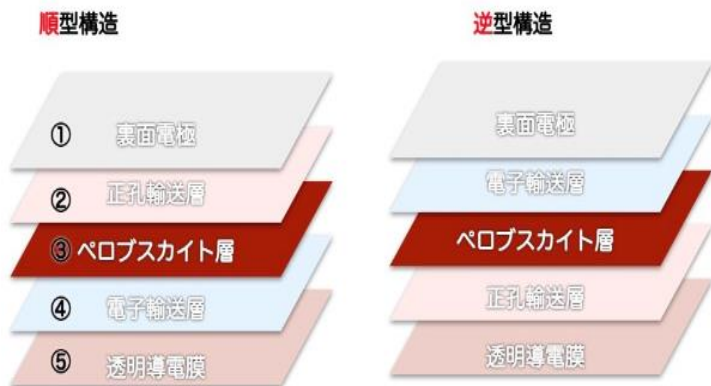 順型構造
① 裏面電極
② 正孔輸送層
③ ペロブスカイト層
④ 電子輸送層
⑤ 透明導電膜
逆型構造
裏面電極
電子輸送層
ペロブスカイト層
正孔輸送層
透明導電膜